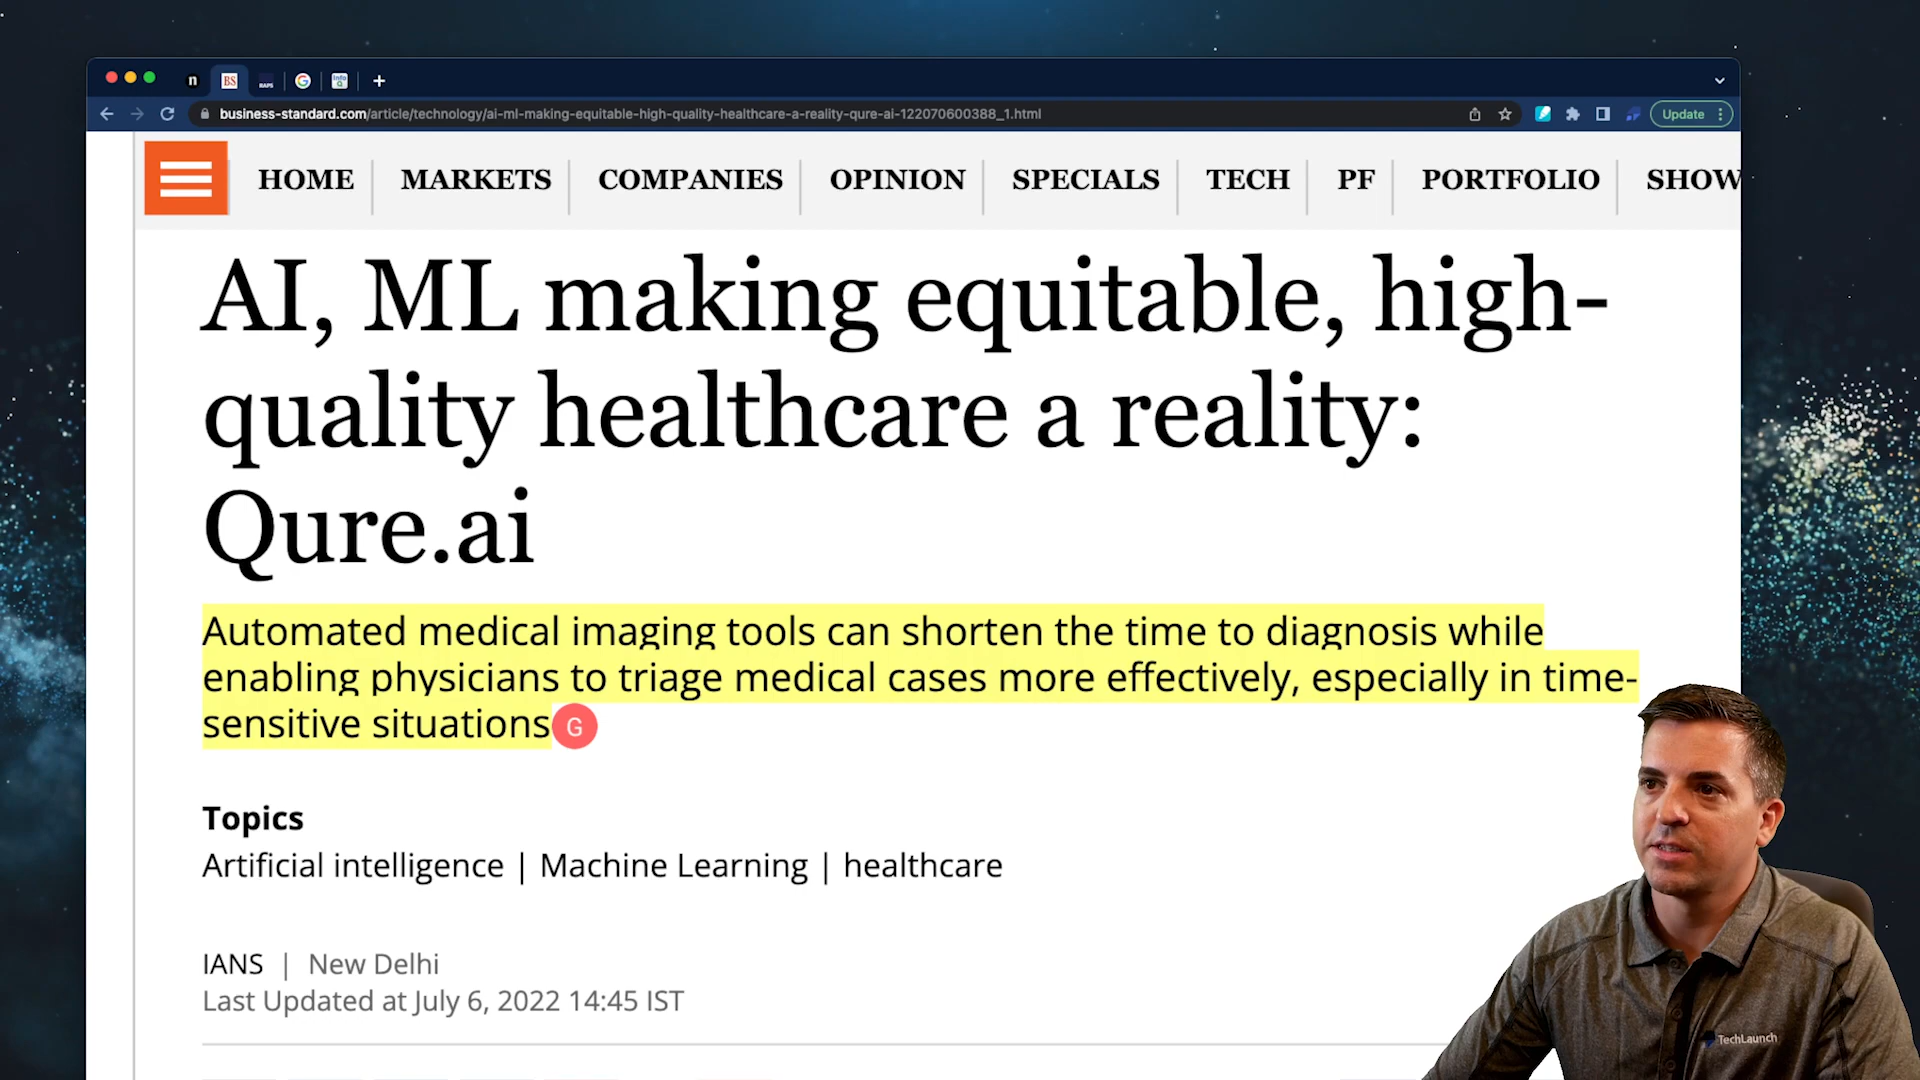 n
BS
RAPS
business-standard.com/article/technology/ai-ml-making-equitable-high-quality-healthcare-a-reality-qure-ai-122070600388_1.html
Update
HOME MARKETS COMPANIES OPINION SPECIALS TECH PF PORTFOLIO SHOW
AI, ML making equitable, high-
quality healthcare a reality:
Qure.ai
Automated medical imaging tools can shorten the time to diagnosis while
enabling physicians to triage medical cases more effectively, especially in time-
sensitive situations G
Topics
Artificial intelligence | Machine Learning | healthcare
IANS | New Delhi
Last Updated at July 6, 2022 14:45 IST
TechLaunch